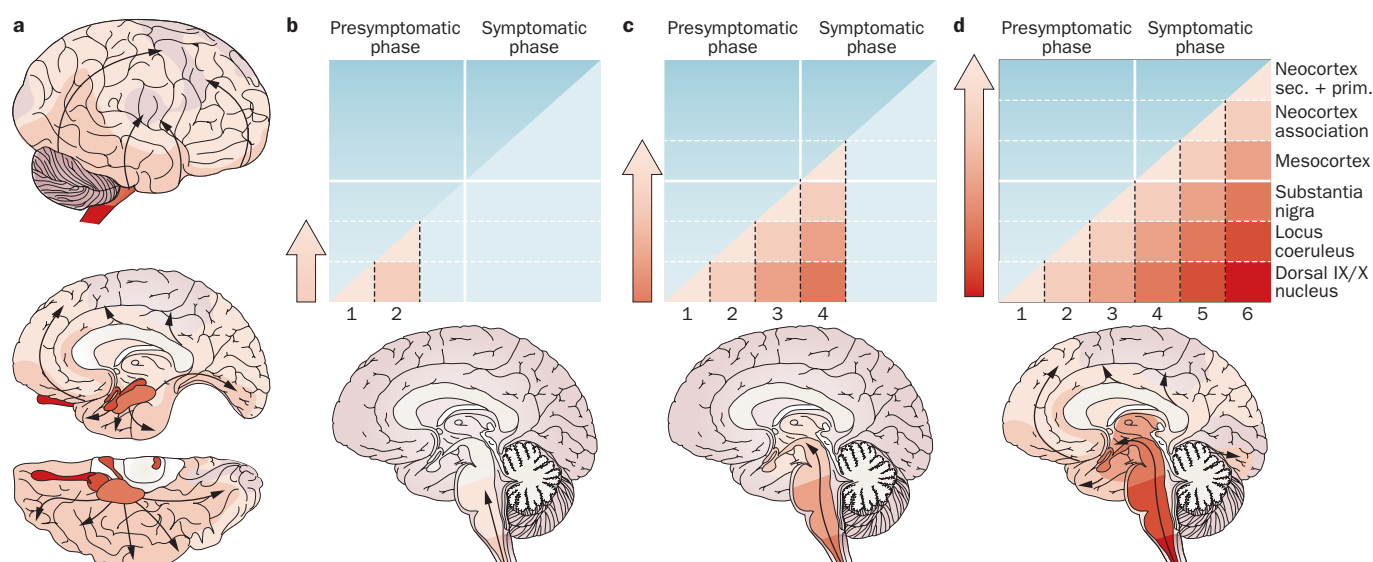 a
b
Presymptomatic
phase
Symptomatic
phase
1 2
c
Presymptomatic
phase
Symptomatic
phase
1 2 3 4
d
Presymptomatic
phase
Symptomatic
phase
Neocortex
sec. + prim.
Neocortex
association
Mesocortex
Substantia
nigra
Locus
coeruleus
Dorsal IX/X
nucleus
1 2 3 4 5 6